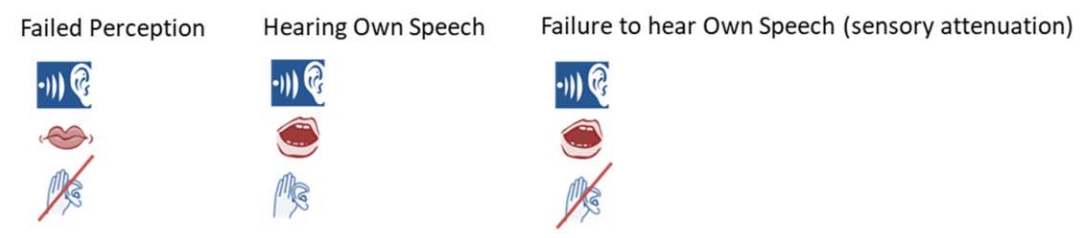 Failed Perception
Hearing Own Speech
Failure to hear Own Speech (sensory attenuation)